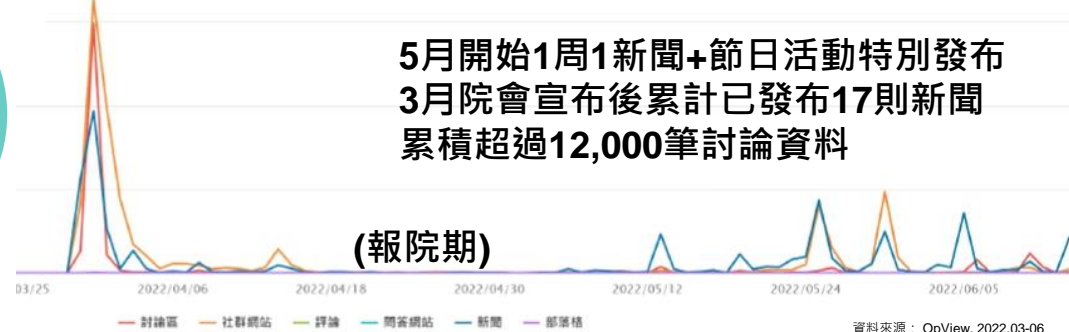 5月開始1周1新聞+節日活動特別發布
3月院會宣布後累計已發布17則新聞
累積超過12,000筆討論資料
(報院期)
03/25 2022/04/06 2022/04/18 2022/04/30 2022/05/12 2022/05/24 2022/06/05
討論區 社群網站 評論 問答網站 新聞 部落格
資料來源：OpView, 2022.03-06